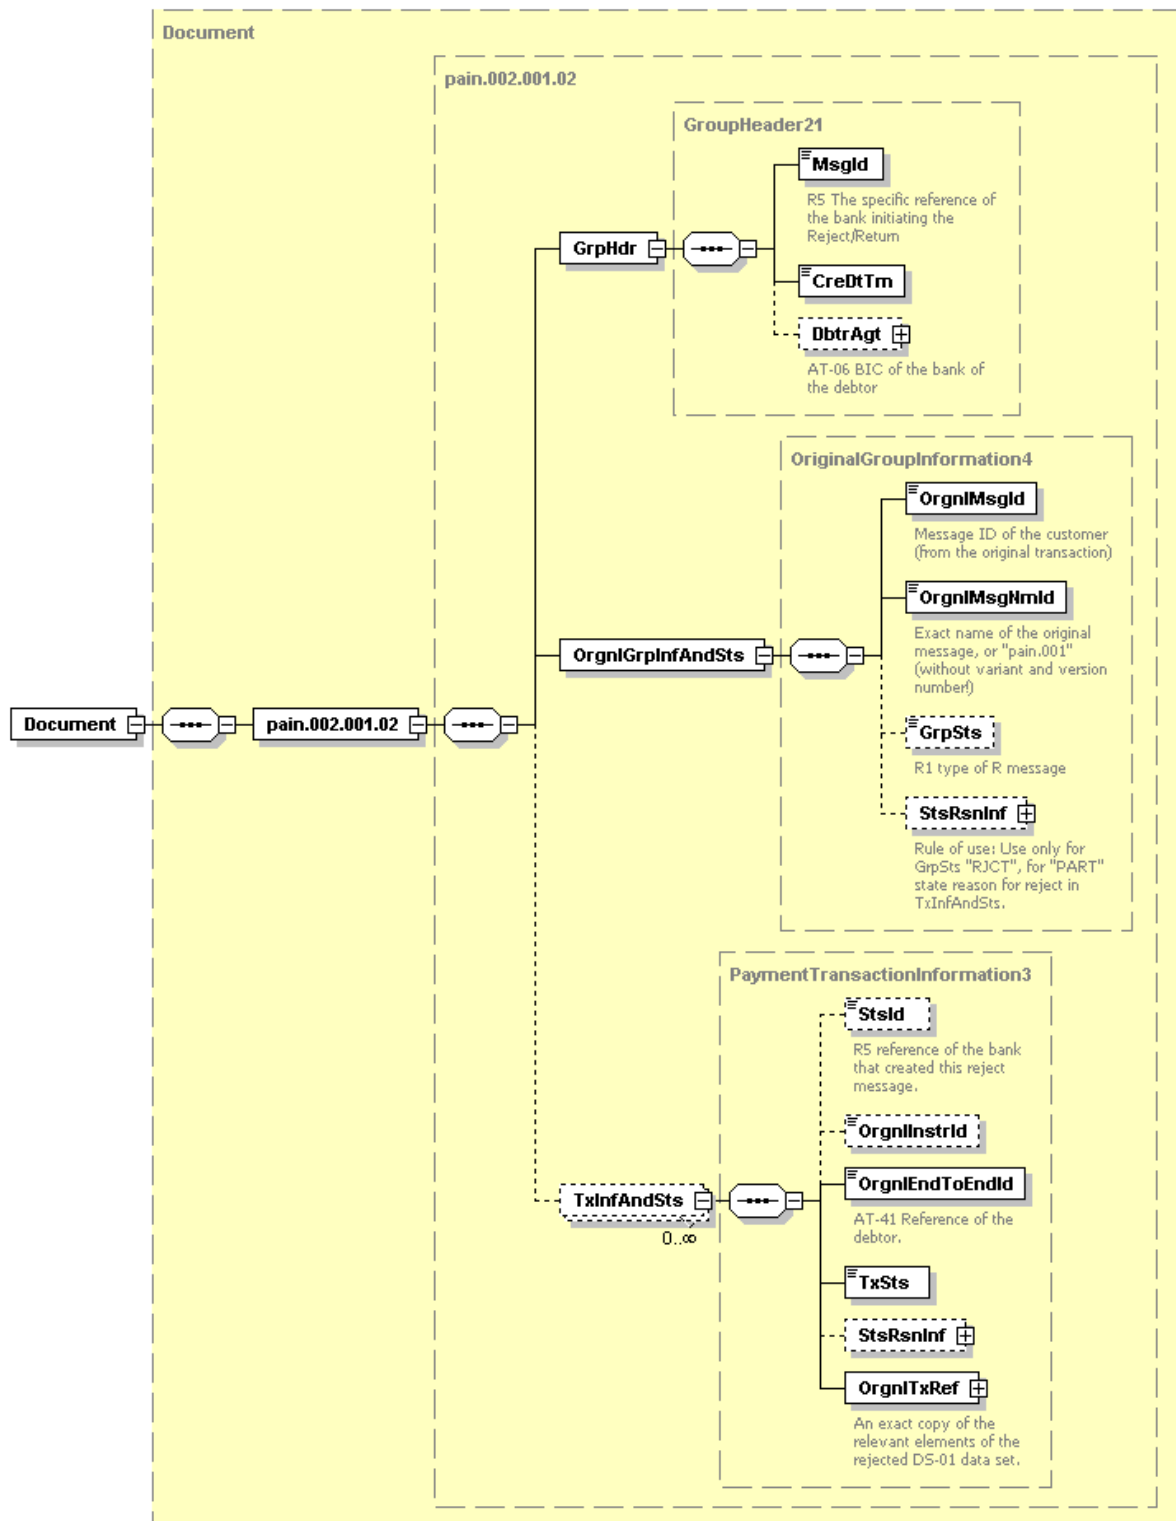 Document
pain.002.001.02
GroupHeader21
MsgId
R5 The specific reference of
the bank initiating the
Reject/Return
GrpHdr
CreDtTm
DbtrAgt
AT-06 BIC of the bank of
the debtor
OriginalGroupInformation4
OrgnlMsgId
Message ID of the customer
(from the original transaction)
OrgnlMsgNmId
Exact name of the original
message, or "pain.001"
(without variant and version
number!)
OrgnlGrpInfAndSts
Document
pain.002.001.02
GrpSts
R1 type of R message
StsRsnInf
Rule of use: Use only for
GrpSts "RJCT", for "PART"
state reason for reject in
TxInfAndSts.
PaymentTransactionInformation3
StsId
R5 reference of the bank
that created this reject
message.
OrgnlInstrId
OrgnlEndToEndId
AT-41 Reference of the
debtor.
TxInfAndSts
0..∞
TxSts
StsRsnInf
OrgnlTxRef
An exact copy of the
relevant elements of the
rejected DS-01 data set.